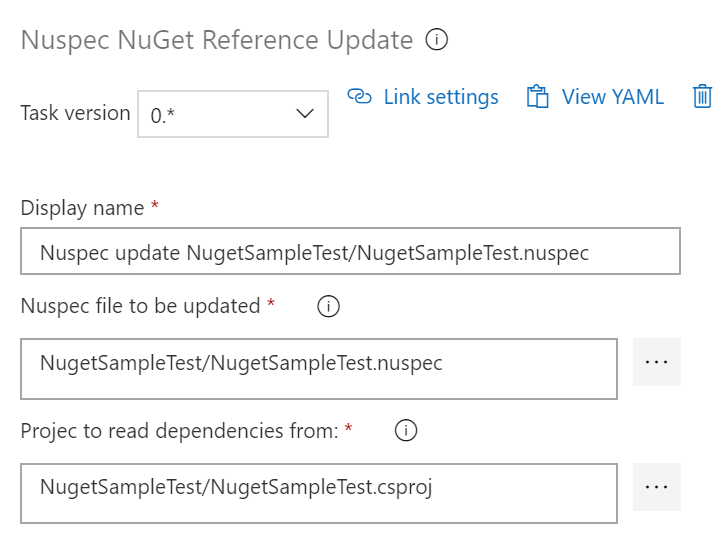 Nuspec NuGet Reference Update
Task version 0.* Link settings View YAML
Display name *
Nuspec update NugetSampleTest/NugetSampleTest.nuspec
Nuspec file to be updated *
NugetSampleTest/NugetSampleTest.nuspec
Projec to read dependencies from: *
NugetSampleTest/NugetSampleTest.csproj